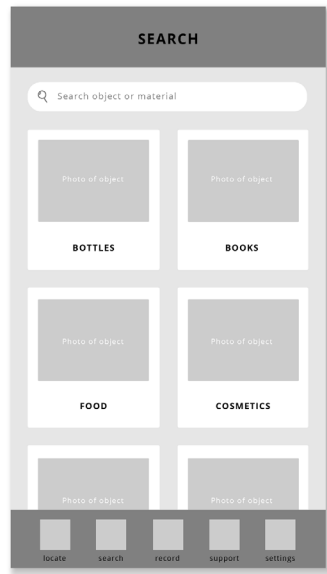 SEARCH
Search object or material
Photo of object
Photo of object
BOTTLES
BOOKS
Photo of object
Photo of object
FOOD
COSMETICS
Photo of object
Photo of object
locate
search
record
support
settings